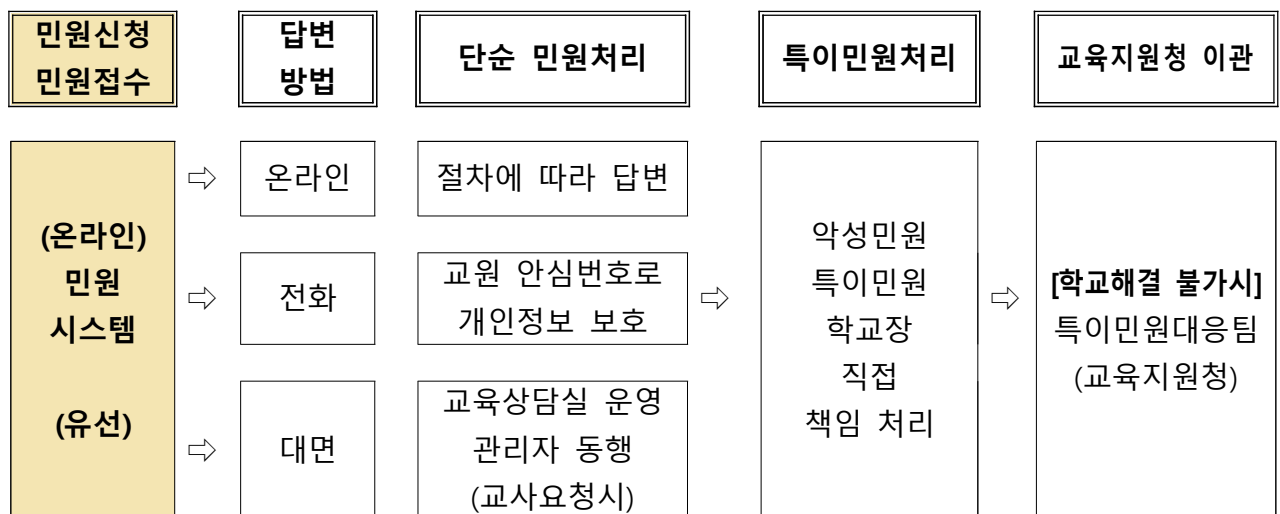 민원신청
민원접수
답변
방법
단순 민원처리
특이민원처리
교육지원청 이관
(온라인)
민원
시스템
(유선)
⇨
온라인
절차에 따라 답변
⇨
전화
교원 안심번호로
개인정보 보호
⇨
대면
교육상담실 운영
관리자 동행
(교사요청시)
⇨
악성민원
특이민원
학교장
직접
책임 처리
⇨
[학교해결 불가시]
특이민원대응팀
(교육지원청)